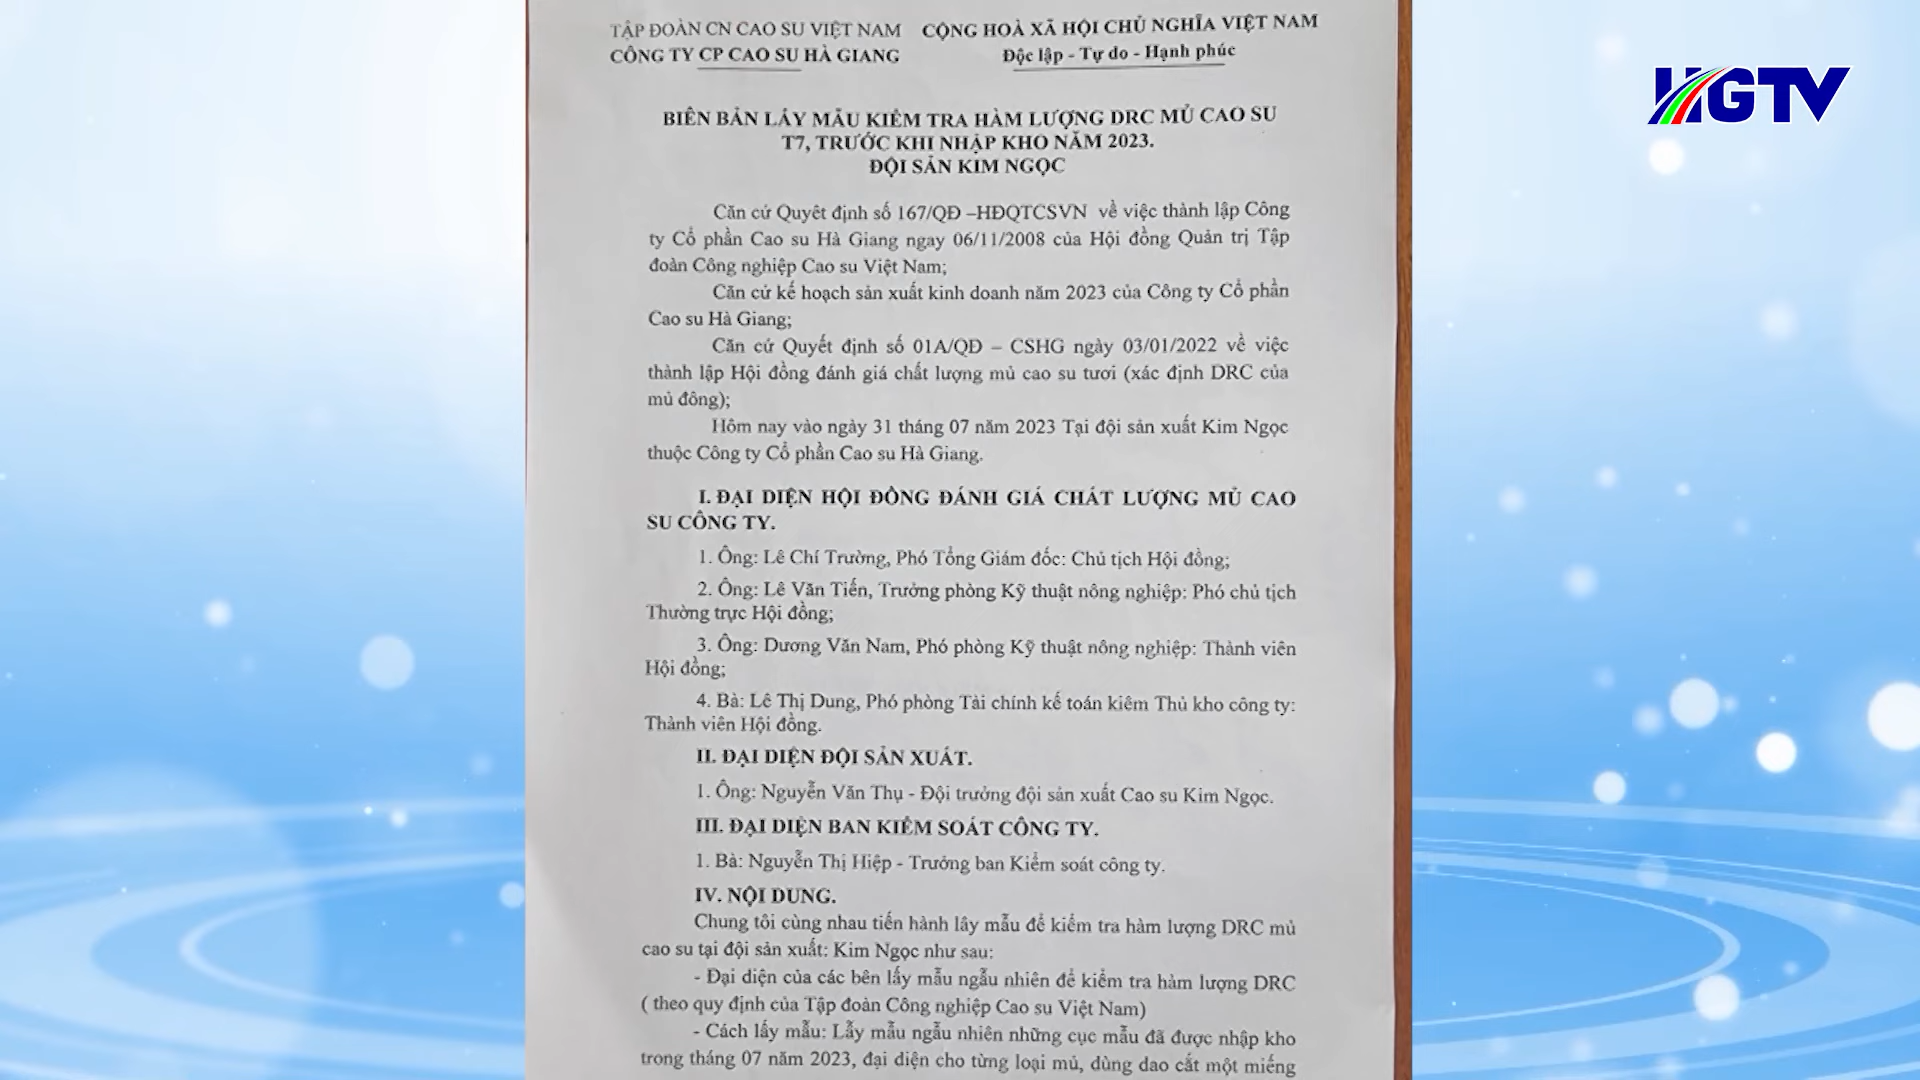 TẬP ĐOÀN CN CAO SU VIỆT NAM CỘNG HOÀ XÃ HỘI CHỦ NGHĨA VIỆT NAM
CÔNG TY CP CAO SU HÀ GIANG Độc lập - Tự do - Hạnh phúc
HGTV
BIÊN BẢN LẤY MẪU KIỂM TRA HÀM LƯỢNG DRC MỦ CAO SU
T7, TRƯỚC KHI NHẬP KHO NĂM 2023.
ĐỘI SẢN KIM NGỌC
Căn cứ Quyêt định số 167/QĐ –HĐQTCSVN về việc thành lập Công
ty Cổ phần Cao su Hà Giang ngay 06/11/2008 của Hội đồng Quản trị Tập
đoàn Công nghiệp Cao su Việt Nam;
Căn cứ kế hoạch sản xuất kinh doanh năm 2023 của Công ty Cổ phần
Cao su Hà Giang;
Căn cứ Quyết định số 01A/QĐ – CSHG ngày 03/01/2022 về việc
thành lập Hội đồng đánh giá chất lượng mủ cao su tươi (xác định DRC của
mủ đông);
Hôm nay vào ngày 31 tháng 07 năm 2023 Tại đội sản xuất Kim Ngọc
thuộc Công ty Cổ phần Cao su Hà Giang.
I. ĐẠI DIỆN HỘI ĐỒNG ĐÁNH GIÁ CHẤT LƯỢNG MỦ CAO
SU CÔNG TY.
1. Ông: Lê Chí Trường, Phó Tổng Giám đốc: Chủ tịch Hội đồng;
2. Ông: Lê Văn Tiến, Trưởng phòng Kỹ thuật nông nghiệp: Phó chủ tịch
Thường trực Hội đồng;
3. Ông: Dương Văn Nam, Phó phòng Kỹ thuật nông nghiệp: Thành viên
Hội đồng;
4. Bà: Lê Thị Dung, Phó phòng Tài chính kế toán kiêm Thủ kho công ty:
Thành viên Hội đồng.
II. ĐẠI DIỆN ĐỘI SẢN XUẤT.
1. Ông: Nguyễn Văn Thụ - Đội trưởng đội sản xuất Cao su Kim Ngọc.
III. ĐẠI DIỆN BAN KIỂM SOÁT CÔNG TY.
1. Bà: Nguyễn Thị Hiệp - Trưởng ban Kiểm soát công ty.
IV. NỘI DUNG.
Chung tôi cùng nhau tiến hành lây mẫu để kiểm tra hàm lượng DRC mủ
cao su tại đội sản xuất: Kim Ngọc như sau:
- Đại diện của các bên lấy mẫu ngẫu nhiên để kiểm tra hàm lượng DRC
( theo quy định của Tập đoàn Công nghiệp Cao su Việt Nam)
- Cách lấy mẫu: Lẫy mẫu ngẫu nhiên những cục mẫu đã được nhập kho
trong tháng 07 năm 2023, đại diện cho từng loại mủ, dùng dao cắt một miếng